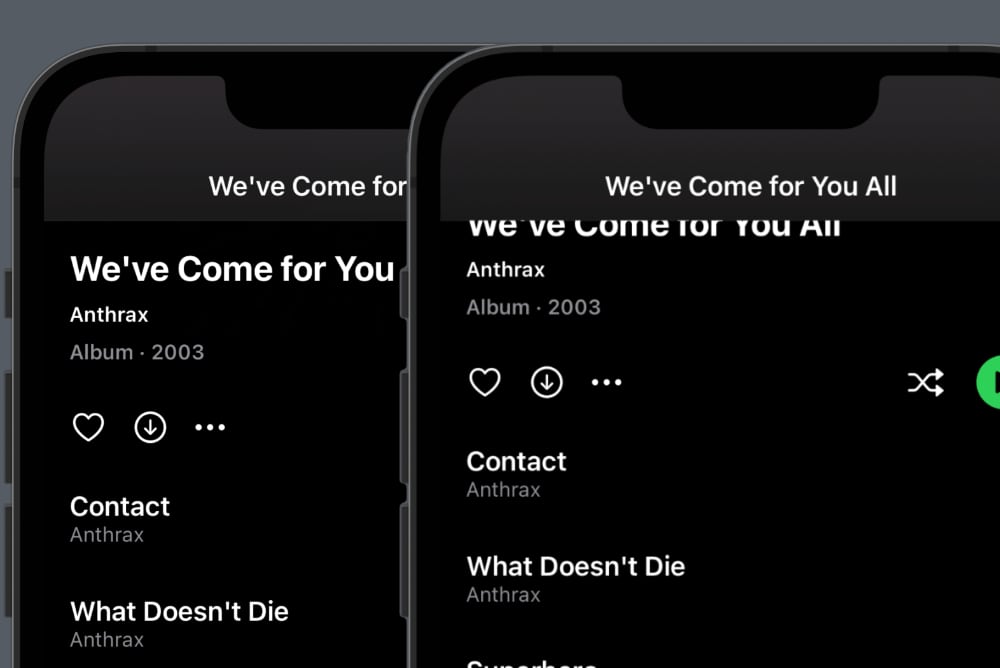 We've Come for
We've Come for You
Anthrax
Album · 2003
Contact
Anthrax
What Doesn't Die
Anthrax
We've Come for You All
We've Come for You All
Anthrax
Album · 2003
Contact
Anthrax
What Doesn't Die
Anthrax